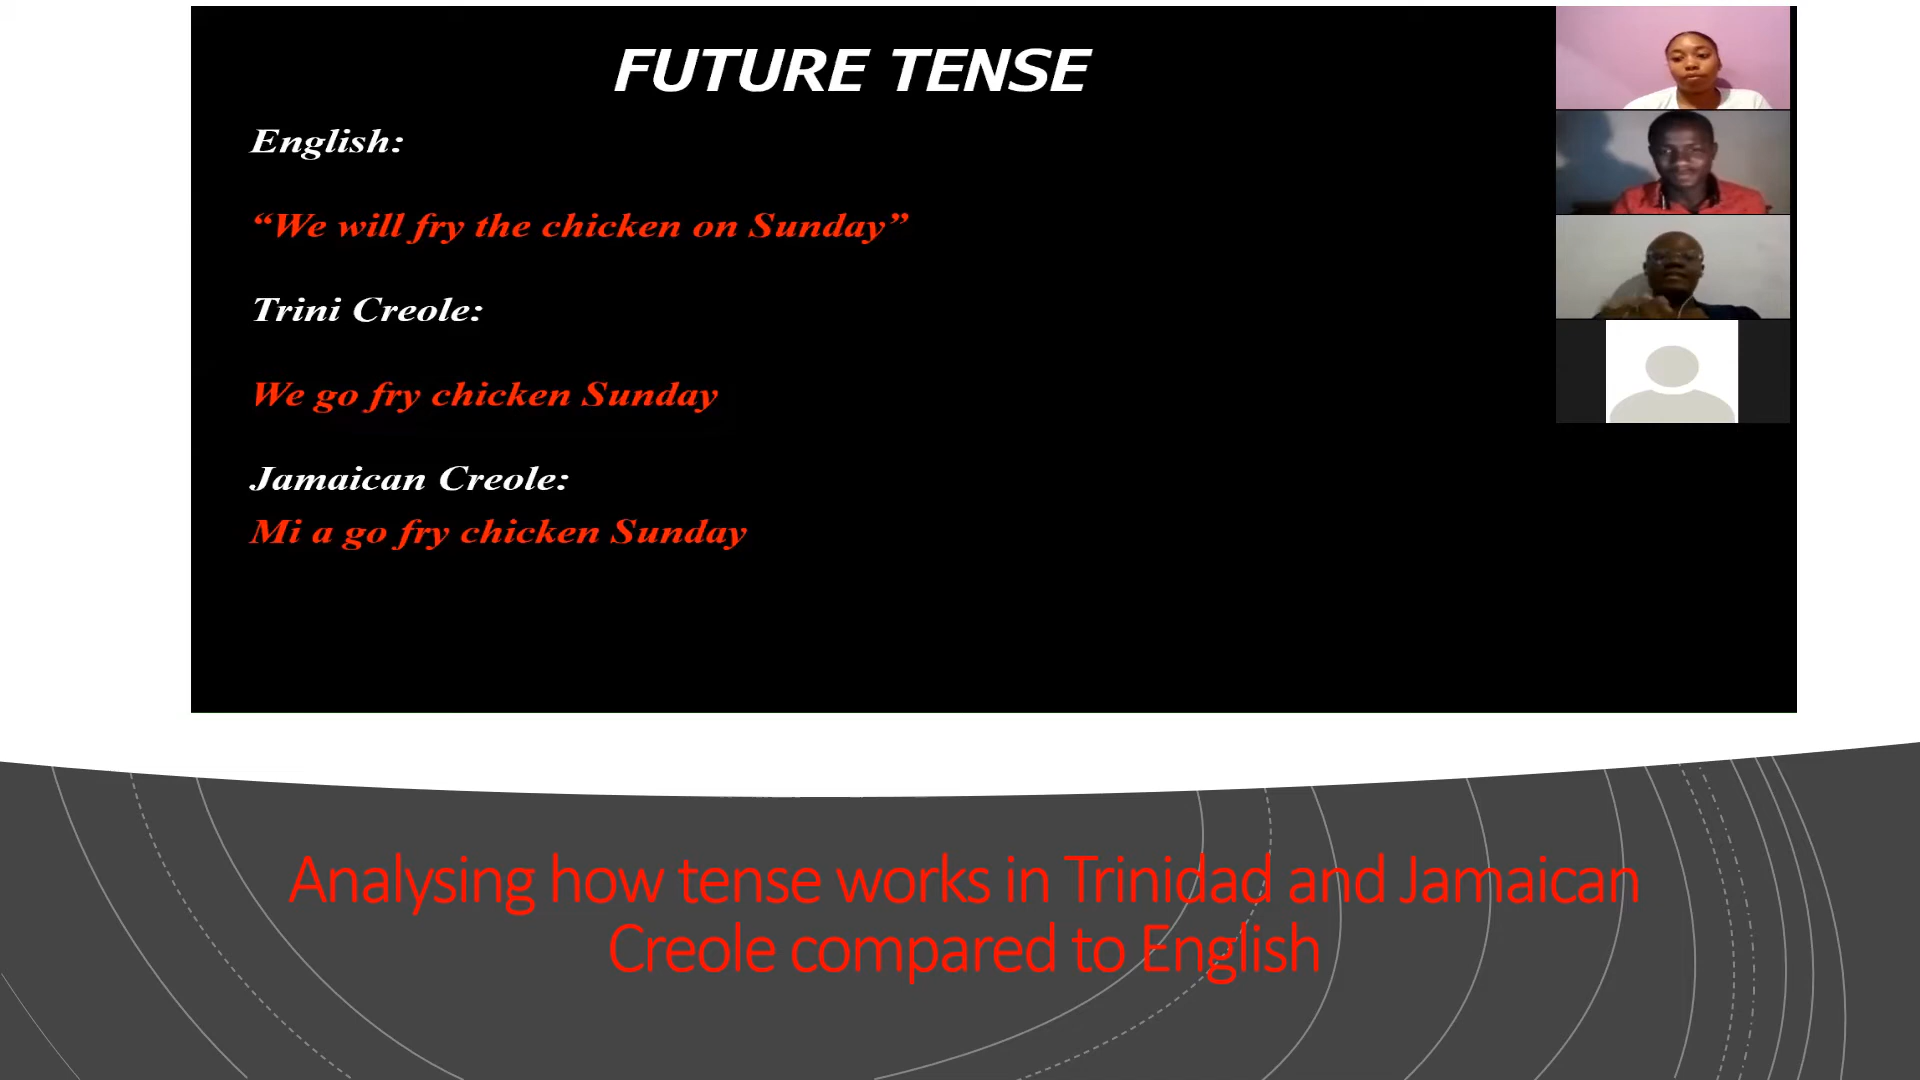 FUTURE TENSE
English:
“We will fry the chicken on Sunday”
Trini Creole:
We go fry chicken Sunday
Jamaican Creole:
Mi a go fry chicken Sunday
Analysing how tense works in Trinidad and Jamaican
Creole compared to English